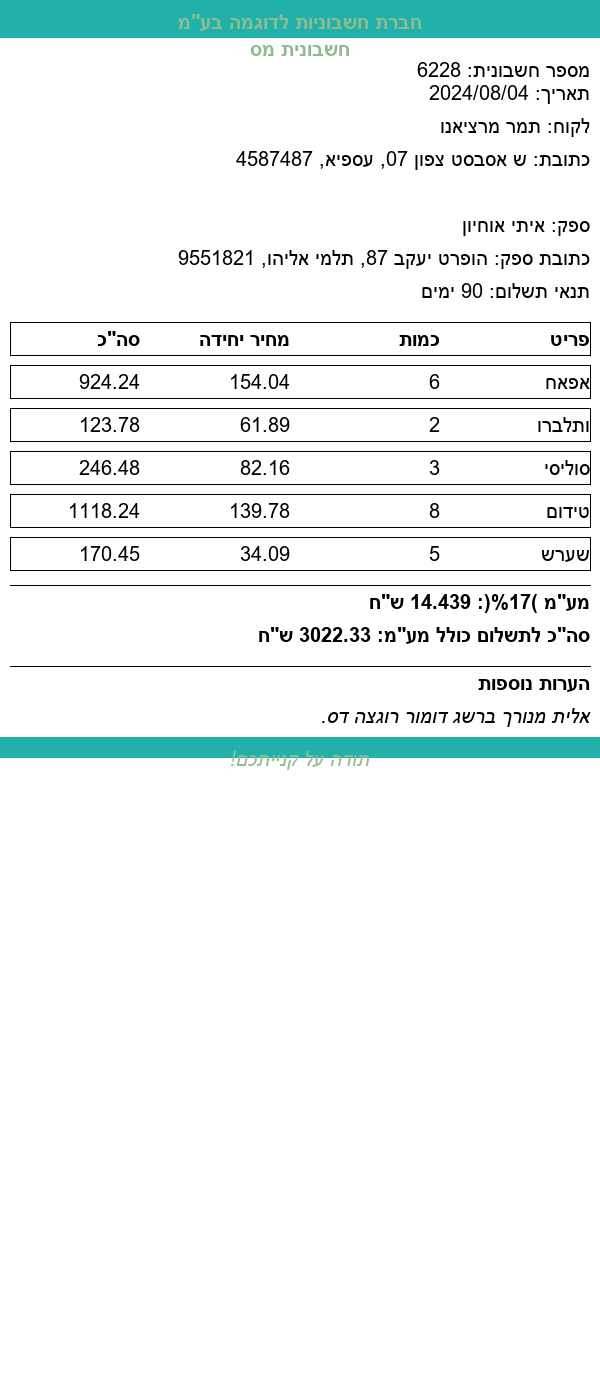 חברת חשבוניות לדוגמה בע"מ
חשבונית מס
מספר חשבונית: 6228
תאריך: 2024/08/04
לקוח: תמר מרציאנו
כתובת: ש אסבסט צפון 07, עספיא, 4587487
ספק: איתי אוחיון
כתובת ספק: הופרט יעקב 87, תלמי אליהו, 9551821
תנאי תשלום: 90 ימים
פריט כמות מחיר יחידה סה"כ
אפאח 6 154.04 924.24
ותלברו 2 61.89 123.78
סוליסי 3 82.16 246.48
טידום 8 139.78 1118.24
שערש 5 34.09 170.45
מע"מ )17%(: 14.439 ש"ח
סה"כ לתשלום כולל מע"מ: 3022.33 ש"ח
הערות נוספות
אלית מנורך ברשג דומור רוגצה דס.
תודה על קנייתכם!